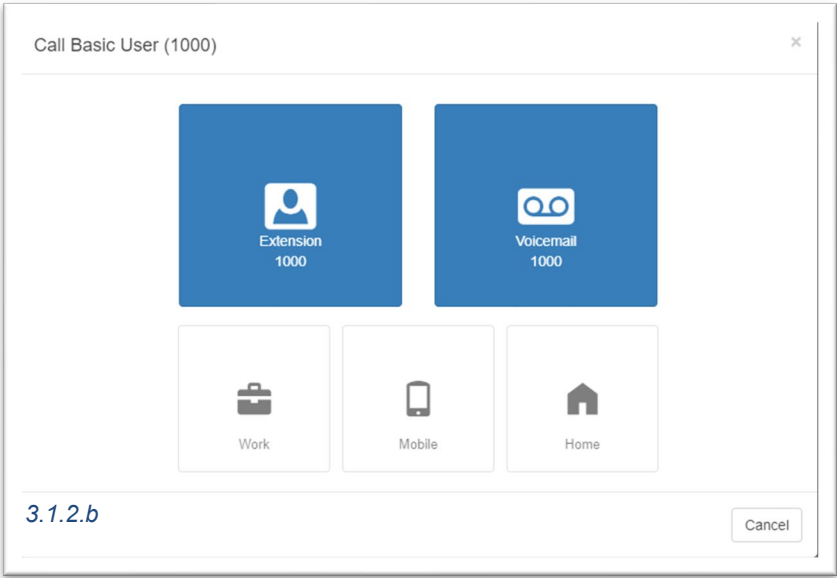 Call Basic User (1000)
×
Extension
1000
Voicemail
1000
Work
Mobile
Home
3.1.2.b
Cancel